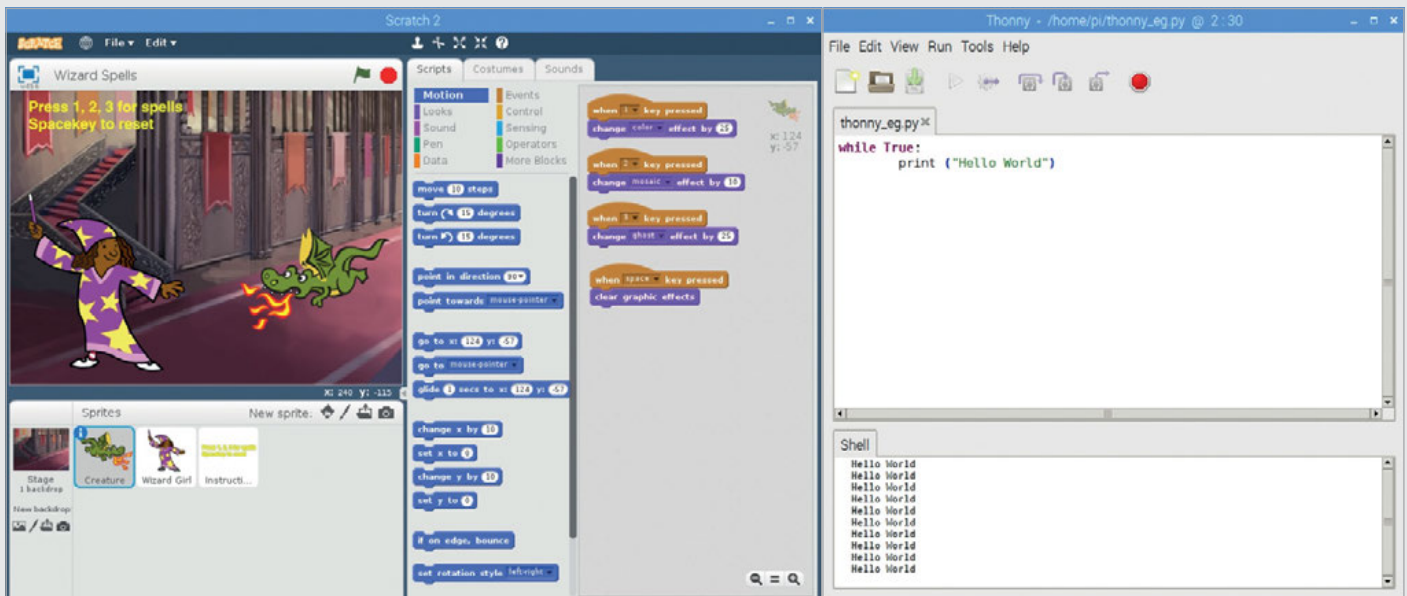 Scratch 2
SCRATCH File Edit
Wizard Spells
Press 1, 2, 3 for spells
Spacekey to reset
x: 240 y: -115
Sprites New sprite:
Stage
1 backdrop
New backdrop
Creature
Wizard Girl
Instructi...
Scripts Costumes Sounds
Motion Events
Looks Control
Sound Sensing
Pen Operators
Data More Blocks
move 10 steps
turn 15 degrees
turn 15 degrees
point in direction 90
point towards mouse-pointer
go to x: 124 y: -57
go to mouse-pointer
glide 1 secs to x: 124 y: -57
change x by 10
set x to 0
change y by 10
set y to 0
if on edge, bounce
set rotation style left-right
when 1 key pressed
change color effect by 25
when 2 key pressed
change mosaic effect by 10
when 3 key pressed
change ghost effect by 25
when space key pressed
clear graphic effects
x: 124
y: -57
Thonny - /home/pi/thonny_eg.py @ 2:30
File Edit View Run Tools Help
thonny_eg.py
while True:
print ("Hello World")
Shell
Hello World
Hello World
Hello World
Hello World
Hello World
Hello World
Hello World
Hello World
Hello World
Hello World